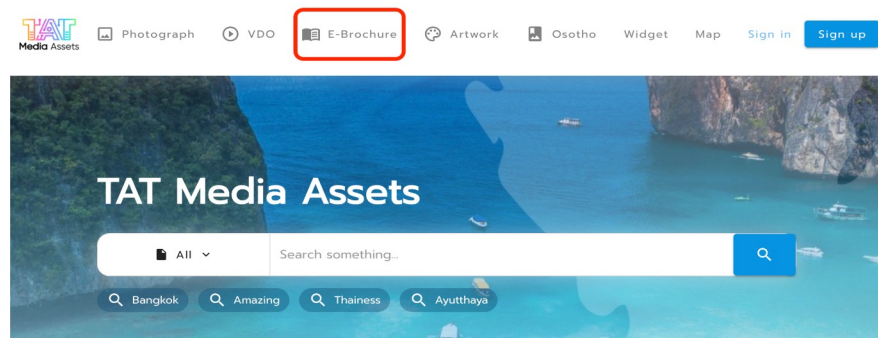 TAT
Media Assets
Photograph
VDO
E-Brochure
Artwork
Osotho
Widget
Map
Sign in
Sign up
TAT Media Assets
All
Search something...
Bangkok
Amazing
Thainess
Ayutthaya